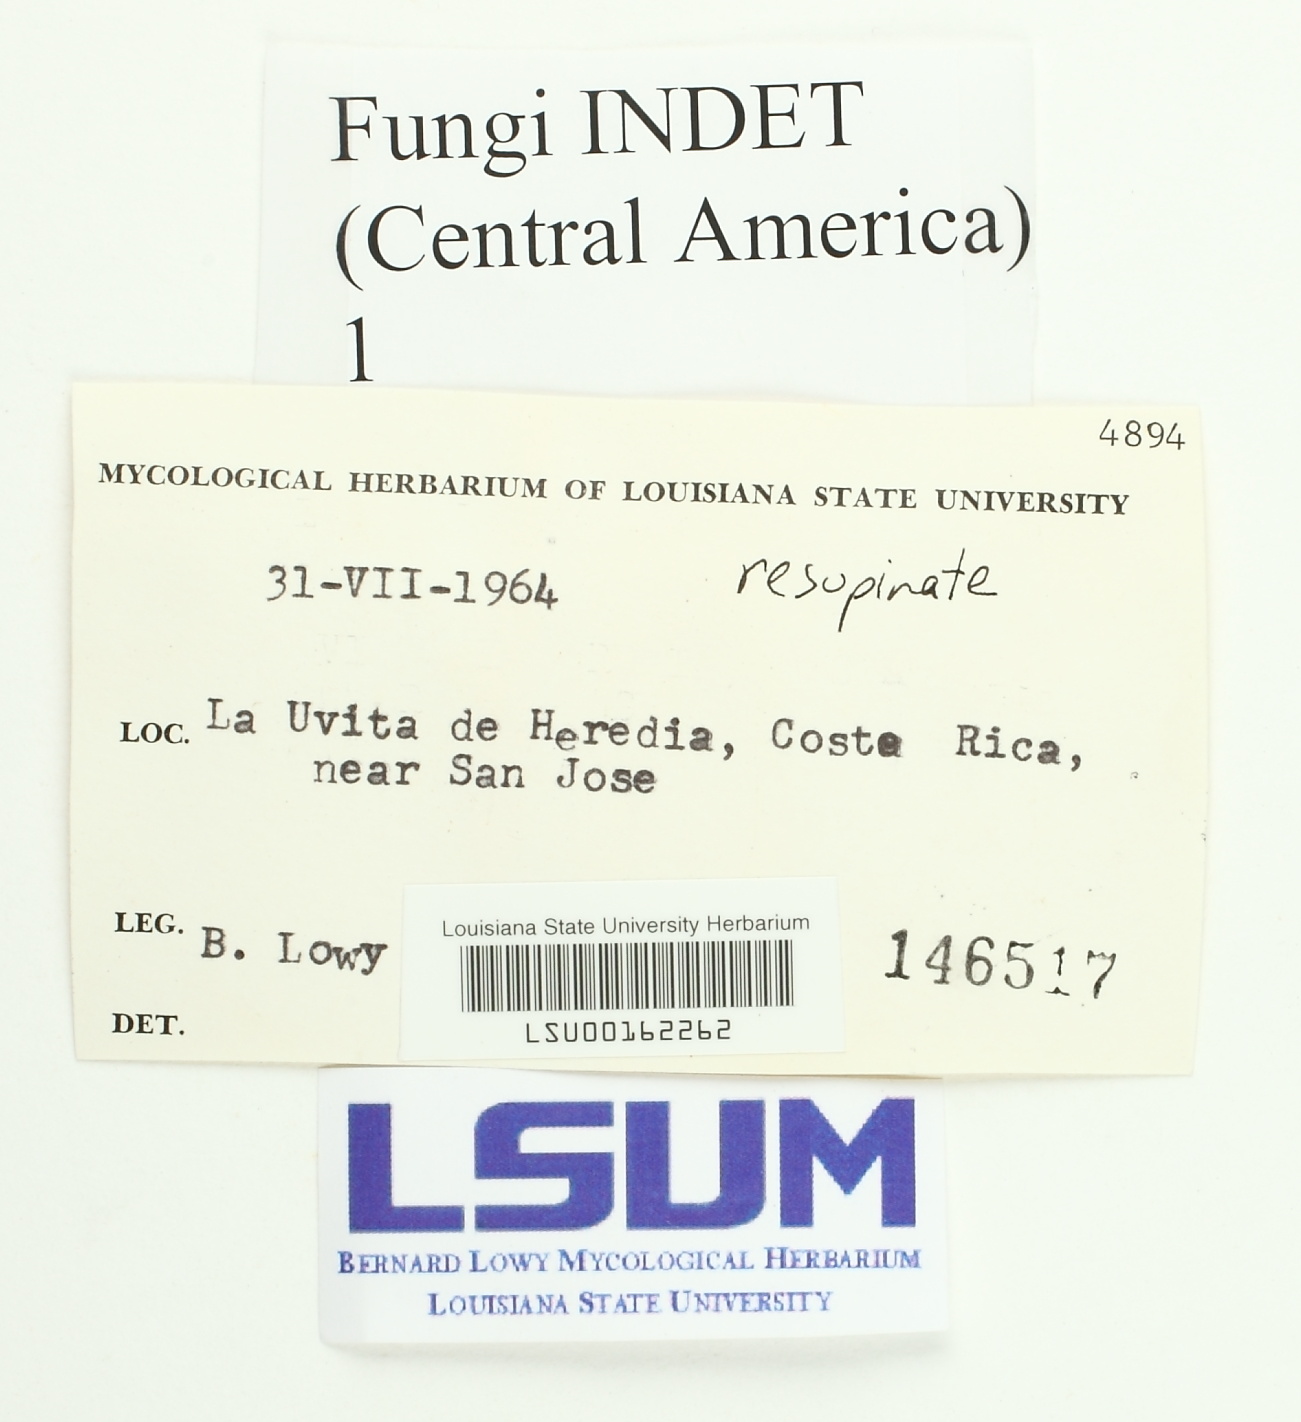 Fungi INDET
(Central America)
1
4894
MYCOLOGICAL HERBARIUM OF LOUISIANA STATE UNIVERSITY
31-VII-1964 resupinate
LOC. La Uvita de Heredia, Costa Rica,
near San Jose
LEG. B. Lowy
Louisiana State University Herbarium
LSU00162262
146517
DET.
LSUM
BERNARD LOWY MYCOLOGICAL HERBARIUM
LOUISIANA STATE UNIVERSITY